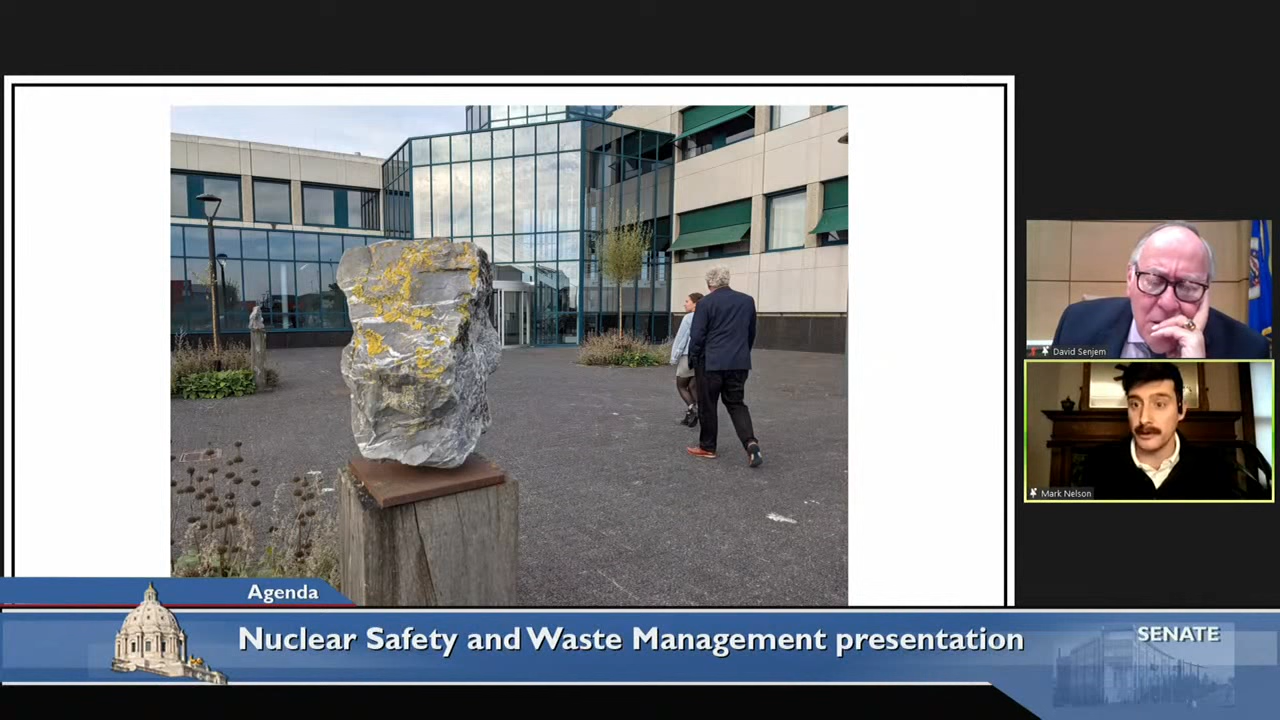 David Senjem
Mark Nelson
Agenda
Nuclear Safety and Waste Management presentation
SENATE